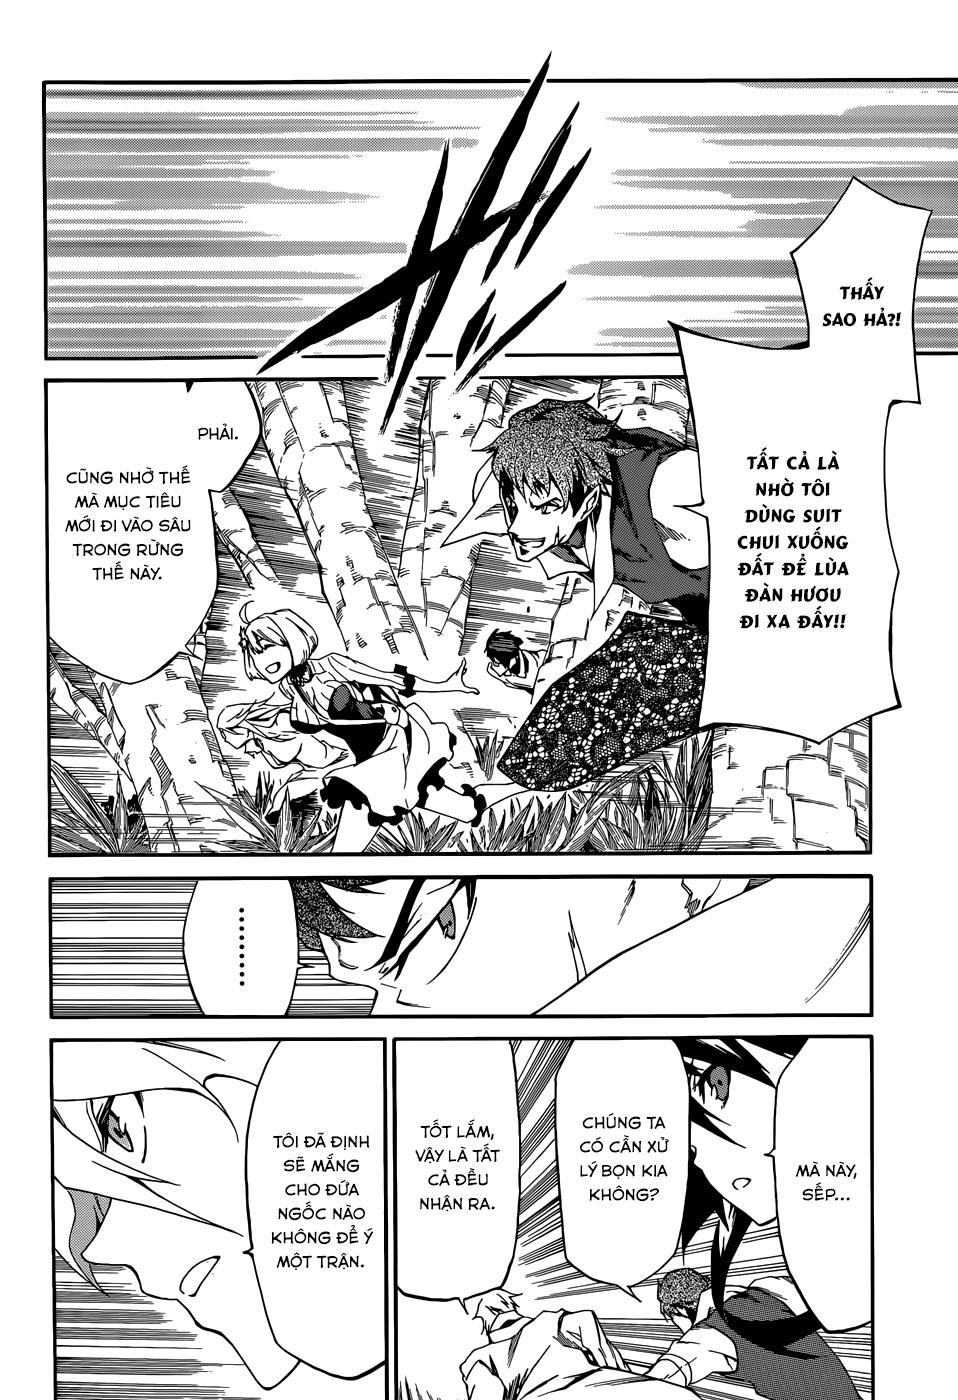 THẤY
SAO HẢ?!
TẤT CẢ LÀ
NHỜ TÔI
DÙNG SUIT
CHUI XUỐNG
ĐẤT ĐỂ LÙA
ĐÀN HƯƠU
ĐI XA ĐẤY!!
PHẢI.
CŨNG NHỜ THẾ
MÀ MỤC TIÊU
MỚI ĐI VÀO SÂU
TRONG RỪNG
THẾ NÀY.
.........
MÀ NÀY,
SẾP...
CHÚNG TA
CÓ CẦN XỬ
LÝ BỌN KIA
KHÔNG?
TỐT LẮM,
VẬY LÀ TẤT
CẢ ĐỀU
NHẬN RA.
TÔI ĐÃ ĐỊNH
SẼ MẮNG
CHO ĐỨA
NGỐC NÀO
KHÔNG ĐỂ Ý
MỘT TRẬN.